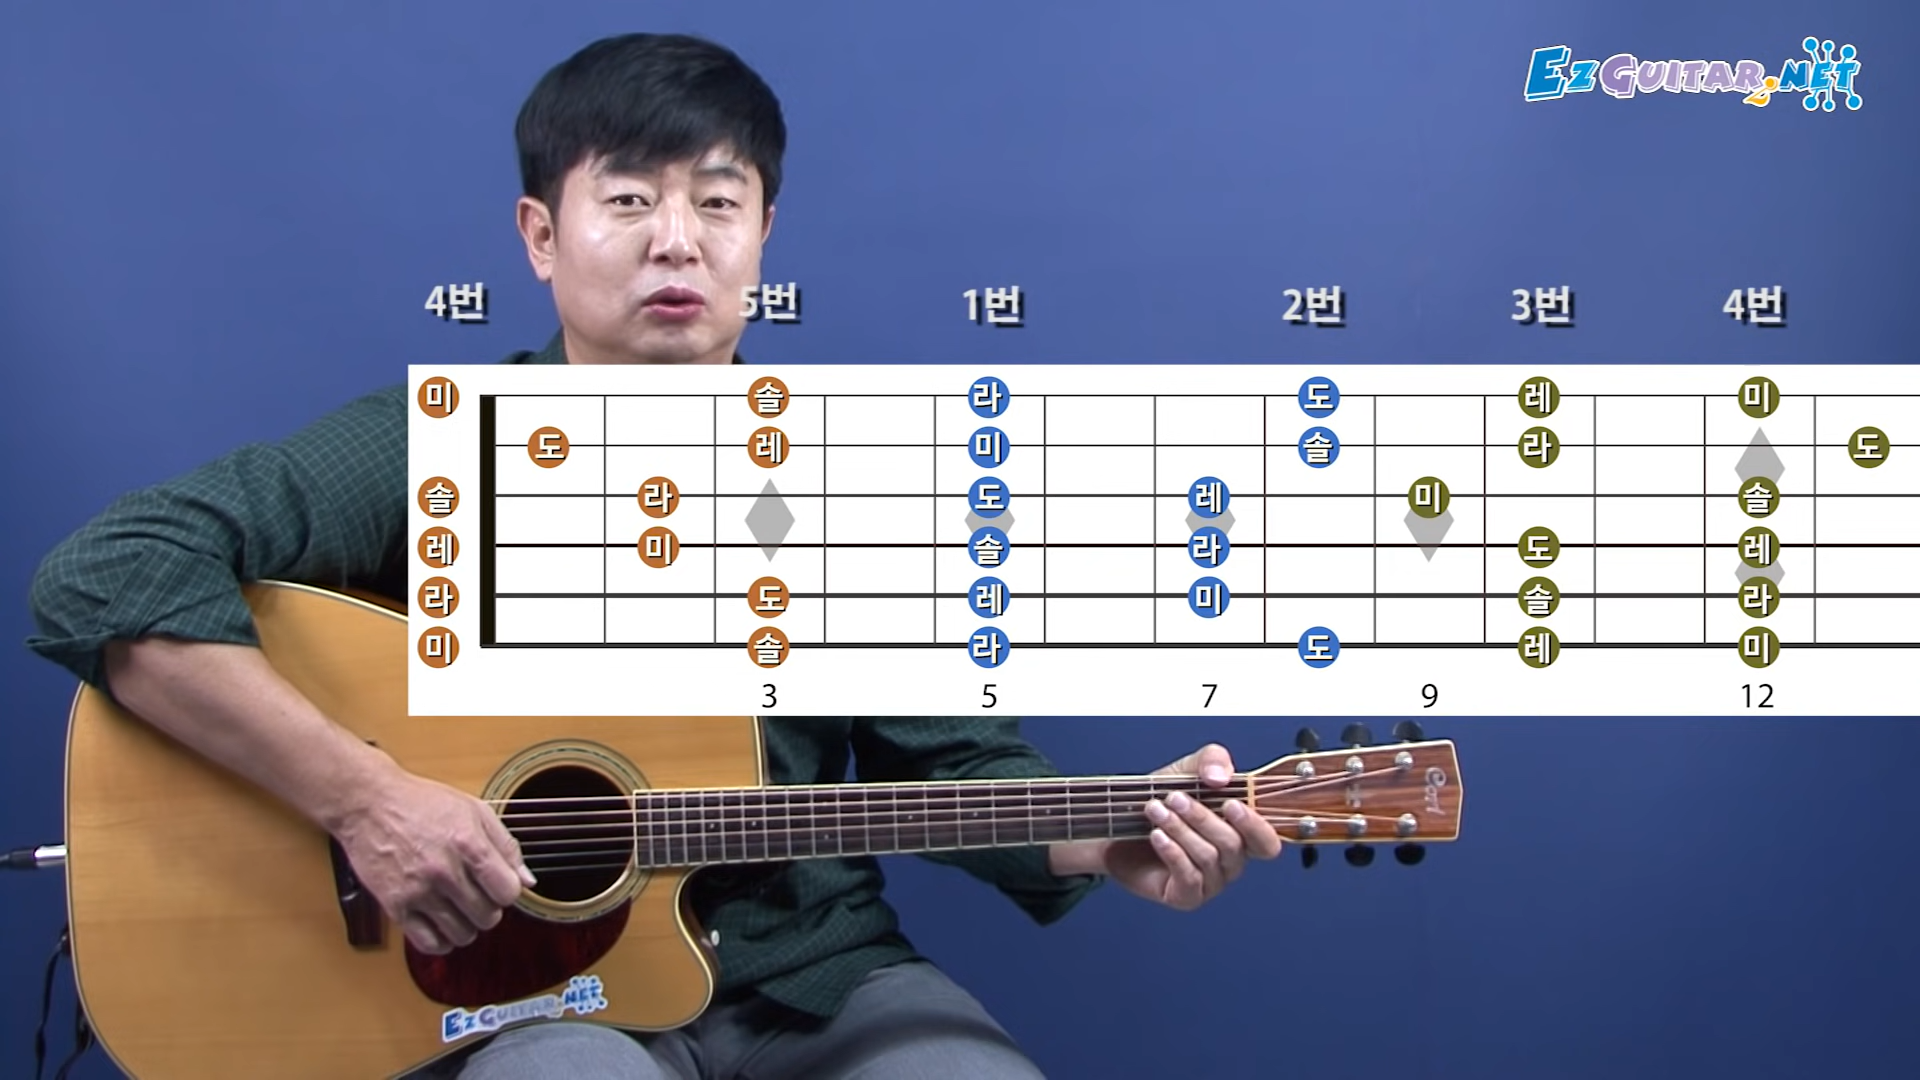 EZGUITAR.NET
4번 5번 1번 2번 3번 4번
미 솔 라 도 레 미
도 레 미 솔 라 도
솔 라 도 레 미 솔
레 미 솔 라 도 레
라 도 레 미 솔 라
미 솔 라 도 레 미
3 5 7 9 12
Cort
EZGUITAR.NET